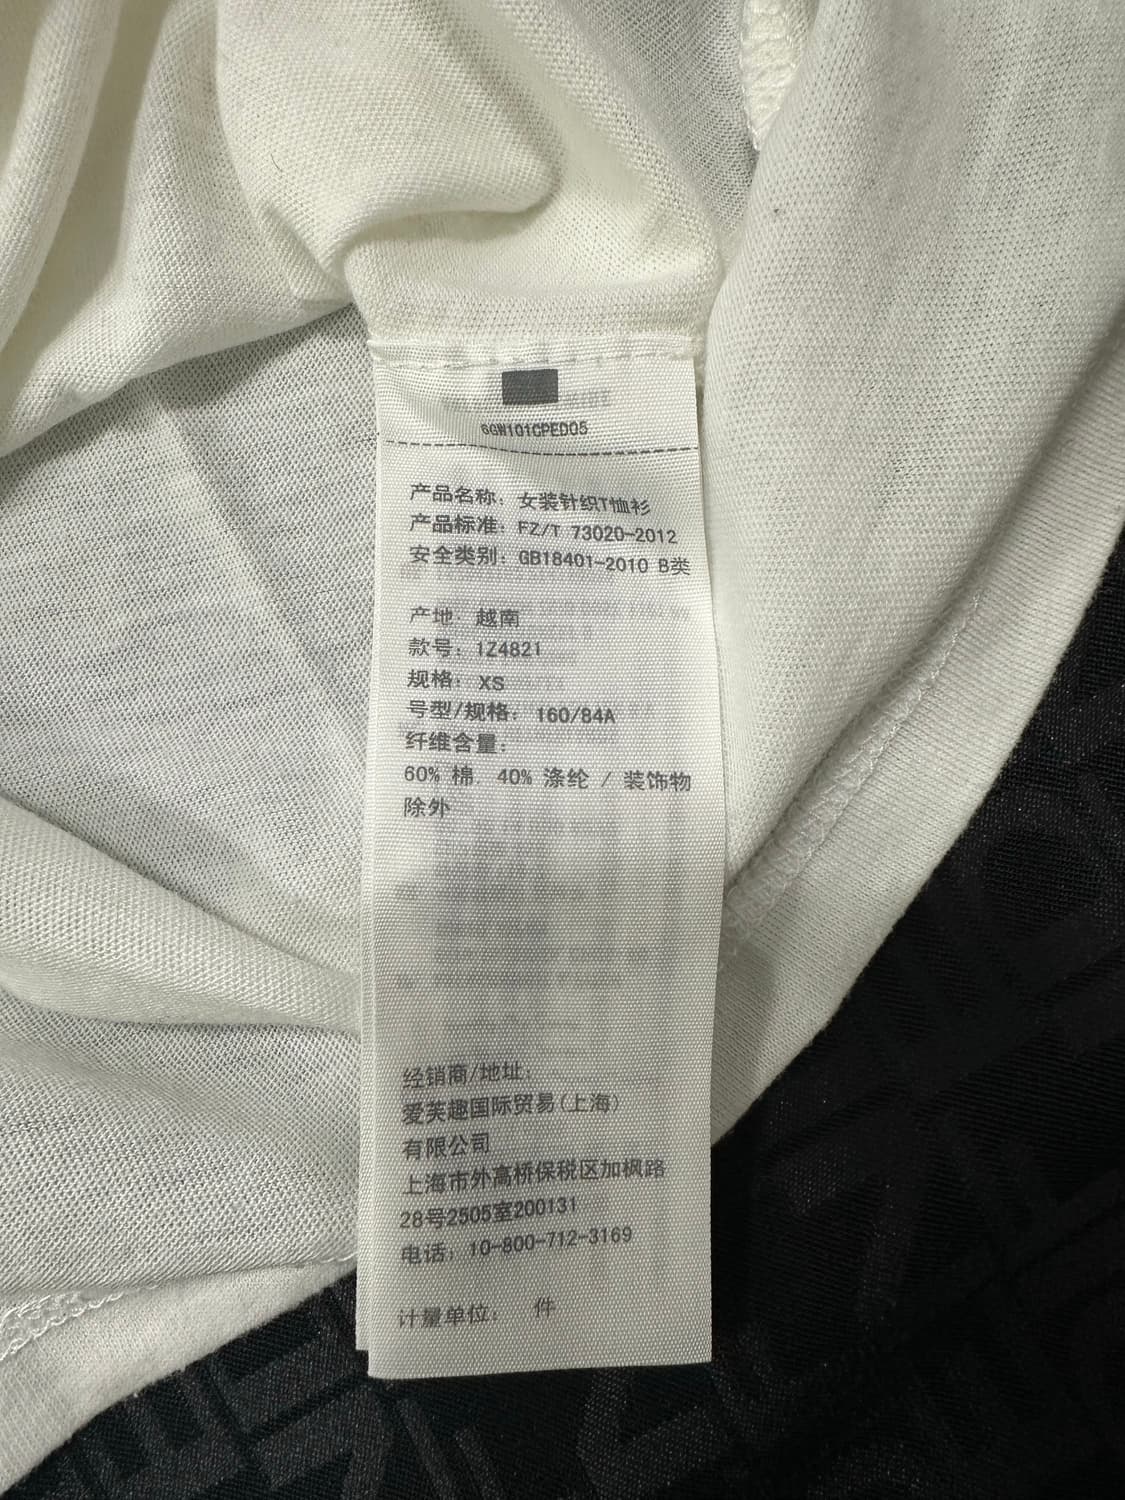 6GW101CPED05
产品名称：女装针织T恤衫
产品标准：FZ/T 73020-2012
安全类别：GB18401-2010 B类
产地：越南
款号：1Z4821
规格：XS
号型/规格：160/84A
纤维含量：
60% 棉, 40% 涤纶 / 装饰物
除外
经销商/地址：
爱芙趣国际贸易(上海)
有限公司
上海市外高桥保税区加枫路
28号2505室200131
电话：10-800-712-3169
计量单位： 件